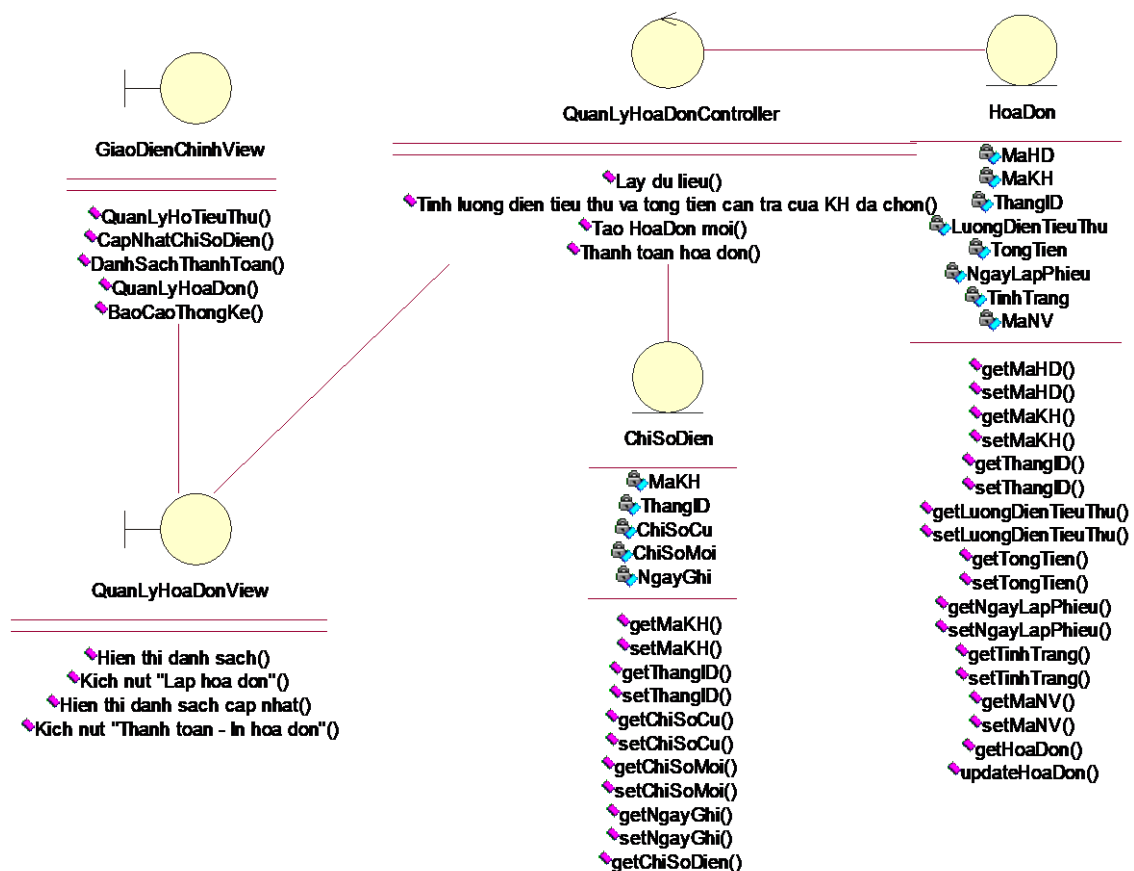 GiaoDienChinhView
QuanLyHoTieuThu()
CapNhatChiSoDien()
DanhSachThanhToan()
QuanLyHoaDon()
BaoCaoThongKe()
QuanLyHoaDonController
Lay du lieu()
Tinh luong dien tieu thu va tong tien can tra cua KH da chon()
Tao HoaDon moi()
Thanh toan hoa don()
HoaDon
MaHD
MaKH
ThangID
LuongDienTieuThu
TongTien
NgayLapPhieu
TinhTrang
MaNV
getMaHD()
setMaHD()
getMaKH()
setMaKH()
getThangID()
setThangID()
getLuongDienTieuThu()
setLuongDienTieuThu()
getTongTien()
setTongTien()
getNgayLapPhieu()
setNgayLapPhieu()
getTinhTrang()
setTinhTrang()
getMaNV()
setMaNV()
getHoaDon()
updateHoaDon()
ChiSoDien
MaKH
ThangID
ChiSoCu
ChiSoMoi
NgayGhi
getMaKH()
setMaKH()
getThangID()
setThangID()
getChiSoCu()
setChiSoCu()
getChiSoMoi()
setChiSoMoi()
getNgayGhi()
setNgayGhi()
getChiSoDien()
QuanLyHoaDonView
Hien thi danh sach()
Kich nut "Lap hoa don"()
Hien thi danh sach cap nhat()
Kich nut "Thanh toan - In hoa don"()